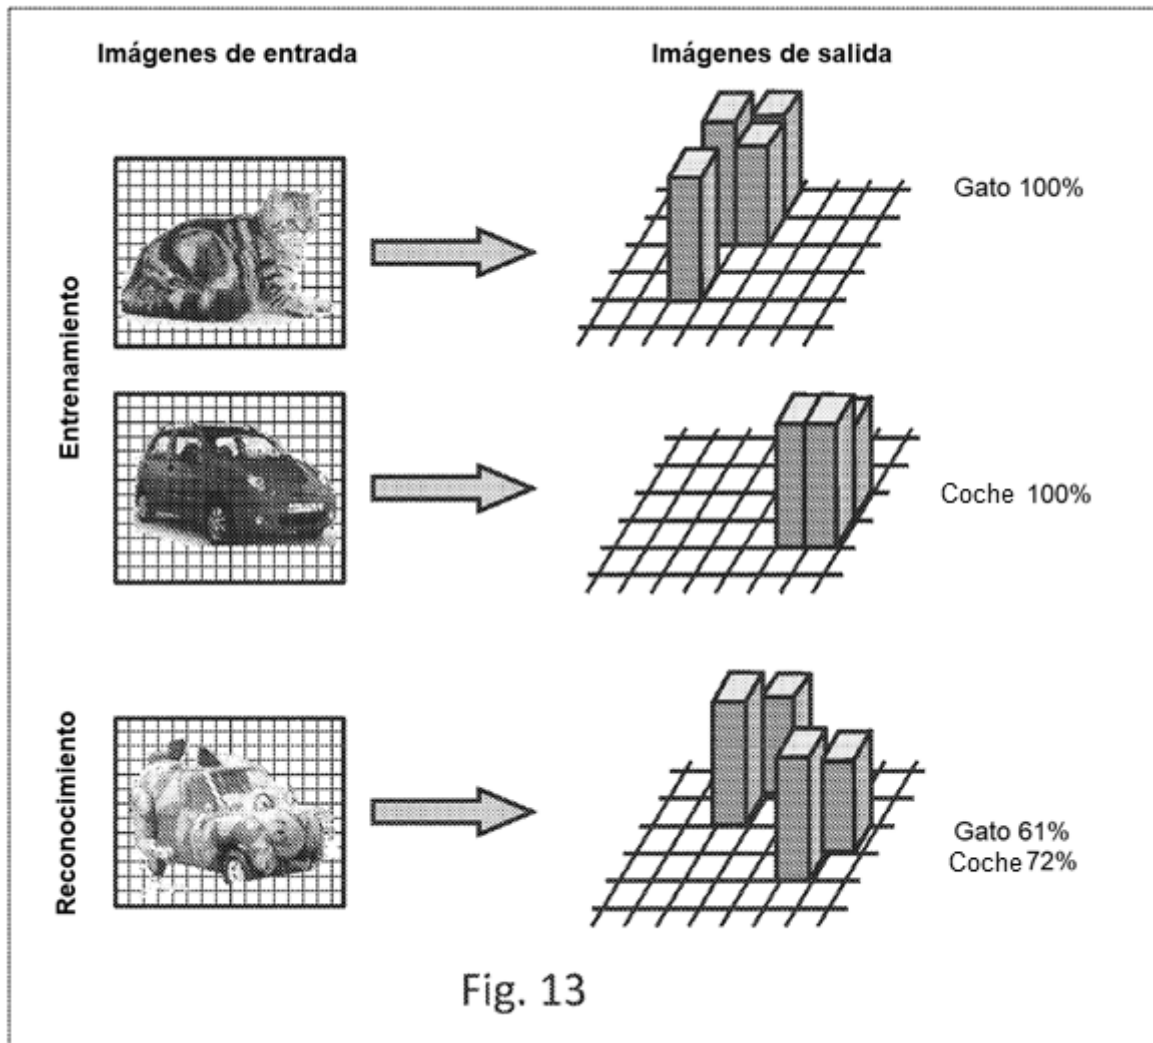 Imágenes de entrada
Imágenes de salida
Entrenamiento
Gato 100%
Coche 100%
Reconocimiento
Gato 61%
Coche 72%
Fig. 13